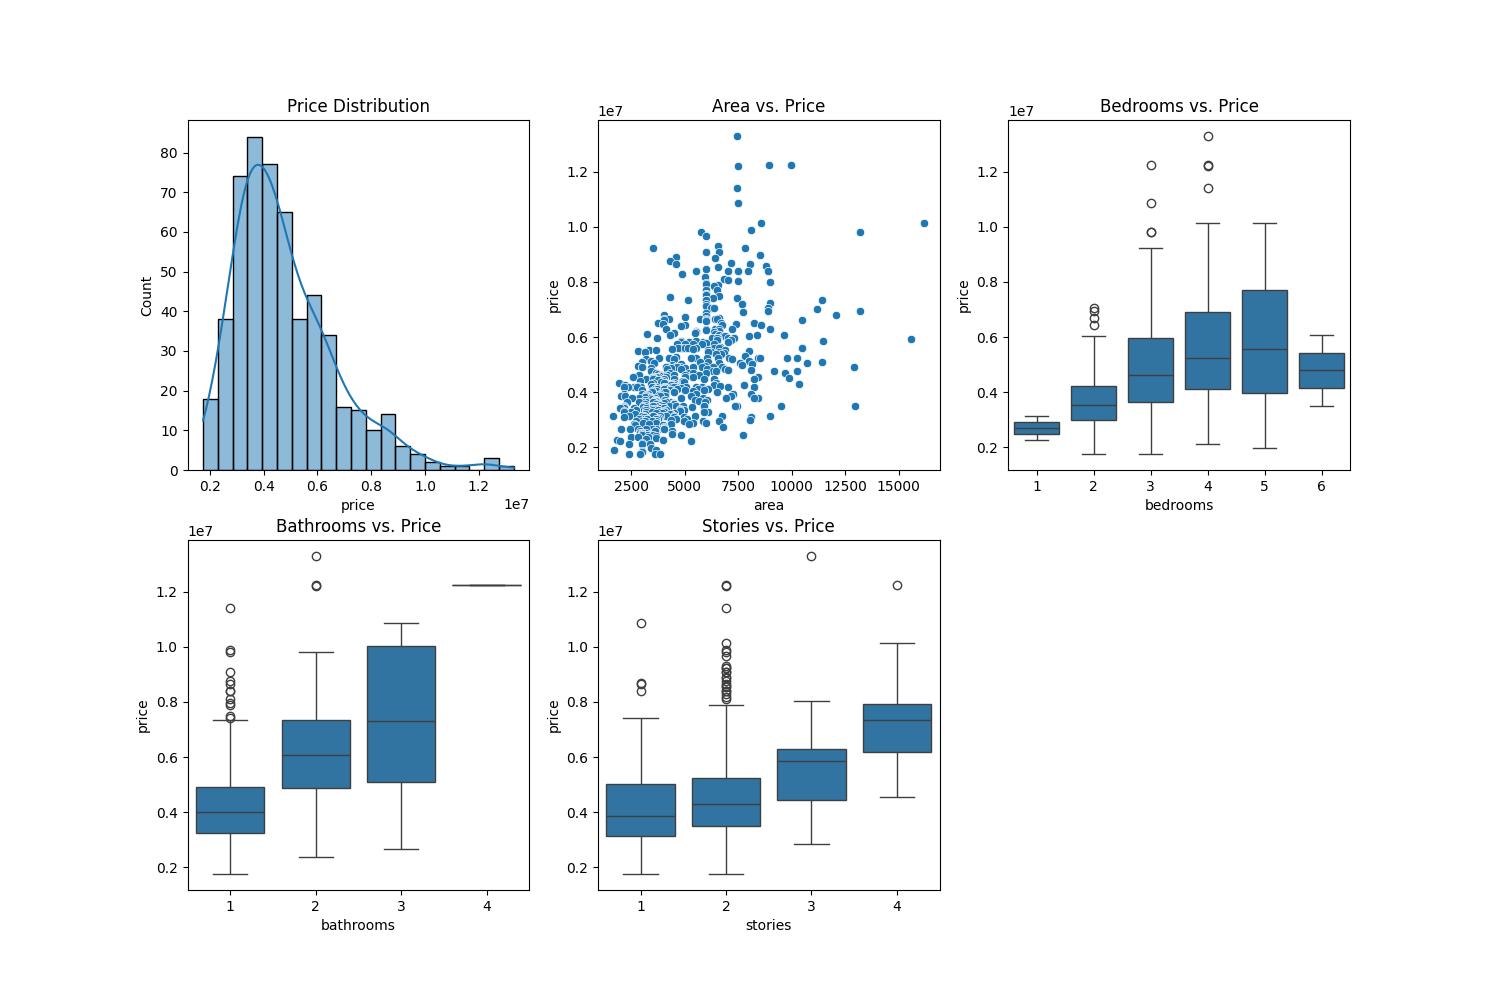 Price Distribution
80
70
60
50
40
30
20
10
0
Count
0.2 0.4 0.6 0.8 1.0 1.2
1e7
price
Area vs. Price
1e7
1.2
1.0
0.8
0.6
0.4
0.2
price
2500 5000 7500 10000 12500 15000
area
Bedrooms vs. Price
1e7
1.2
1.0
0.8
0.6
0.4
0.2
price
1 2 3 4 5 6
bedrooms
Bathrooms vs. Price
1e7
1.2
1.0
0.8
0.6
0.4
0.2
price
1 2 3 4
bathrooms
Stories vs. Price
1e7
1.2
1.0
0.8
0.6
0.4
0.2
price
1 2 3 4
stories